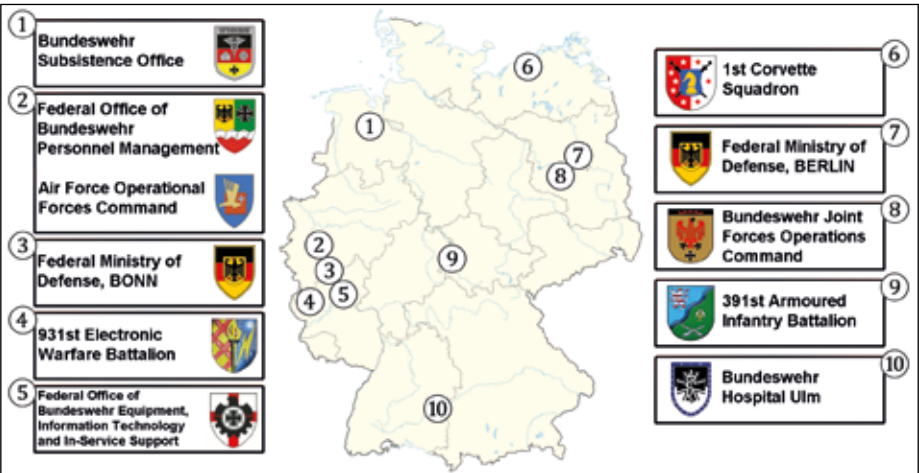 1
Bundeswehr
Subsistence Office
2
Federal Office of
Bundeswehr
Personnel Management
Air Force Operational
Forces Command
3
Federal Ministry of
Defense, BONN
4
931st Electronic
Warfare Battalion
5
Federal Office of
Bundeswehr Equipment,
Information Technology
and In-Service Support
6
1
7
8
2
3
9
4
5
10
6
1st Corvette
Squadron
7
Federal Ministry of
Defense, BERLIN
8
Bundeswehr Joint
Forces Operations
Command
9
391st Armoured
Infantry Battalion
10
Bundeswehr
Hospital Ulm